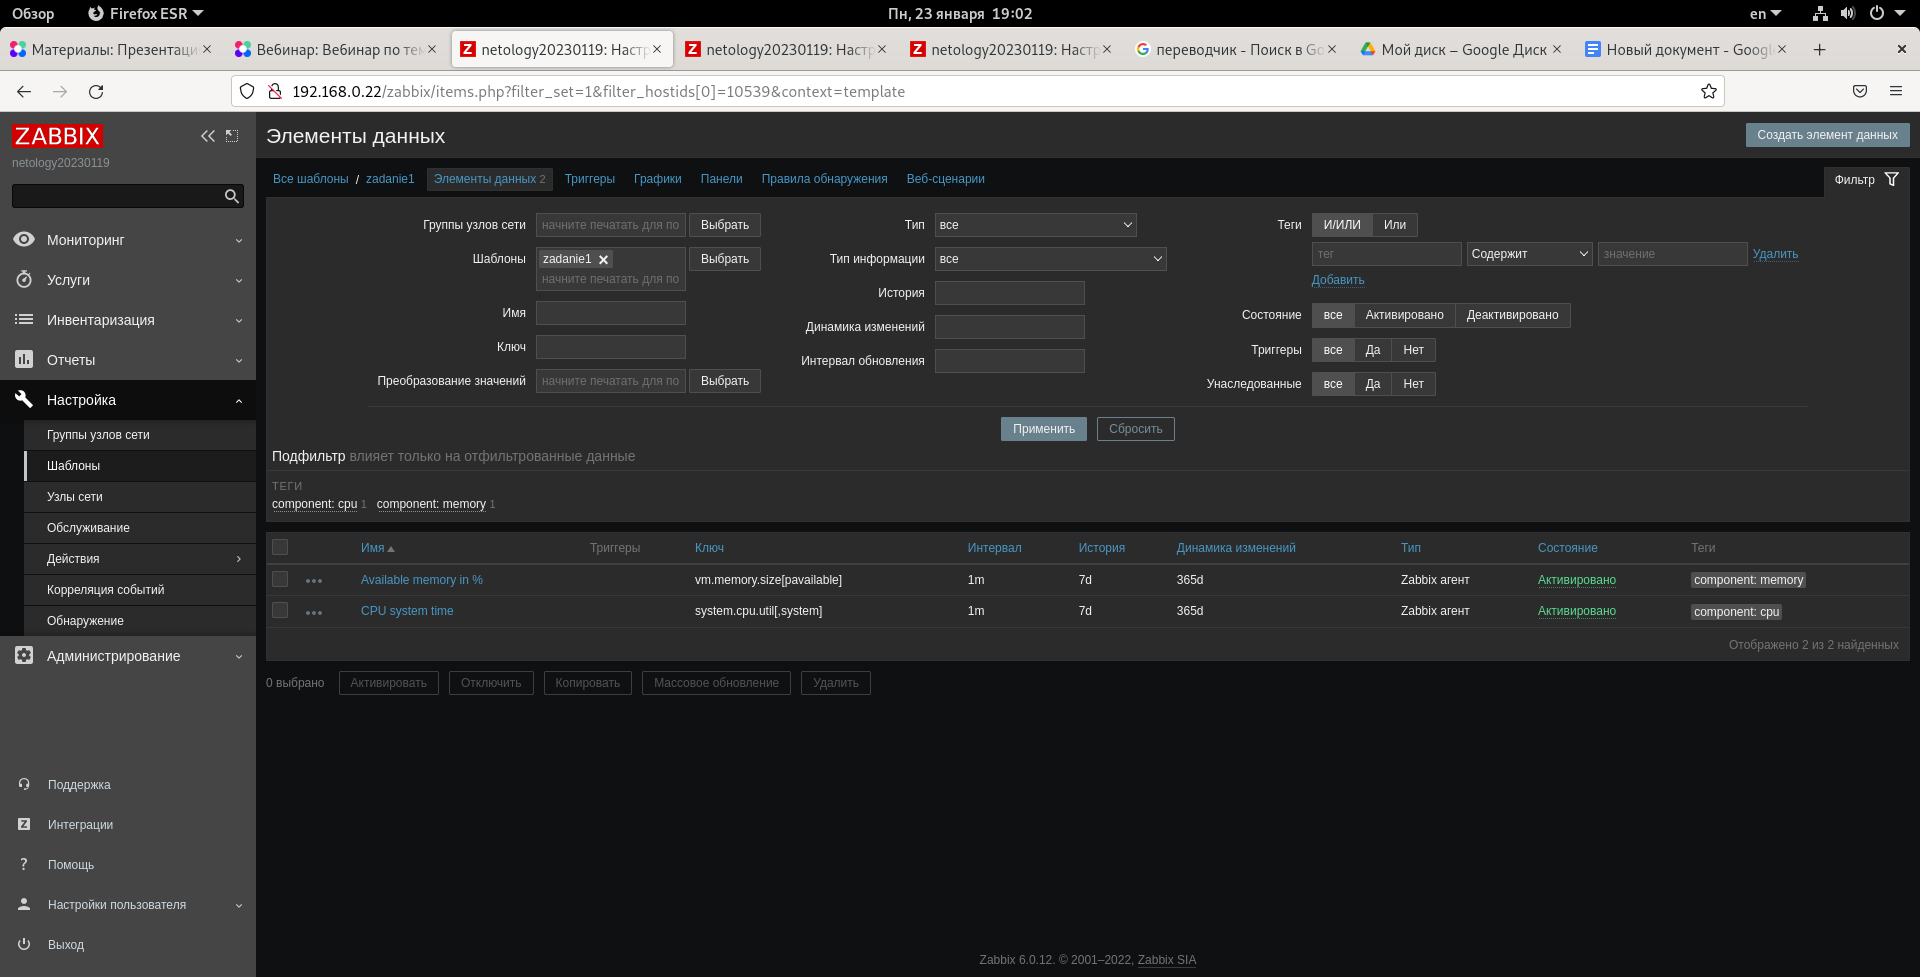 Обзор Firefox ESR Пн, 23 января 19:02 en
Материалы: Презентаци Вебинар: Вебинар по тем netology20230119: Настр netology20230119: Настр netology20230119: Настр переводчик - Поиск в Go Мой диск – Google Диск Новый документ - Googl
192.168.0.22/zabbix/items.php?filter_set=1&filter_hostids[0]=10539&context=template
ZABBIX
netology20230119
Мониторинг
Услуги
Инвентаризация
Отчеты
Настройка
Группы узлов сети
Шаблоны
Узлы сети
Обслуживание
Действия
Корреляция событий
Обнаружение
Администрирование
Поддержка
Интеграции
Помощь
Настройки пользователя
Выход
Элементы данных Создать элемент данных
Все шаблоны / zadanie1 Элементы данных 2 Триггеры Графики Панели Правила обнаружения Веб-сценарии Фильтр
Группы узлов сети начните печатать для по Выбрать
Шаблоны zadanie1 Выбрать
начните печатать для по
Имя
Ключ
Преобразование значений начните печатать для по Выбрать
Тип все
Тип информации все
История
Динамика изменений
Интервал обновления
Теги И/ИЛИ Или
тег Содержит значение Удалить
Добавить
Состояние все Активировано Деактивировано
Триггеры все Да Нет
Унаследованные все Да Нет
Применить Сбросить
Подфильтр влияет только на отфильтрованные данные
ТЕГИ
component: cpu 1 component: memory 1
Имя Триггеры Ключ Интервал История Динамика изменений Тип Состояние Теги
Available memory in % vm.memory.size[pavailable] 1m 7d 365d Zabbix агент Активировано component: memory
CPU system time system.cpu.util[,system] 1m 7d 365d Zabbix агент Активировано component: cpu
Отображено 2 из 2 найденных
0 выбрано Активировать Отключить Копировать Массовое обновление Удалить
Zabbix 6.0.12. © 2001–2022, Zabbix SIA